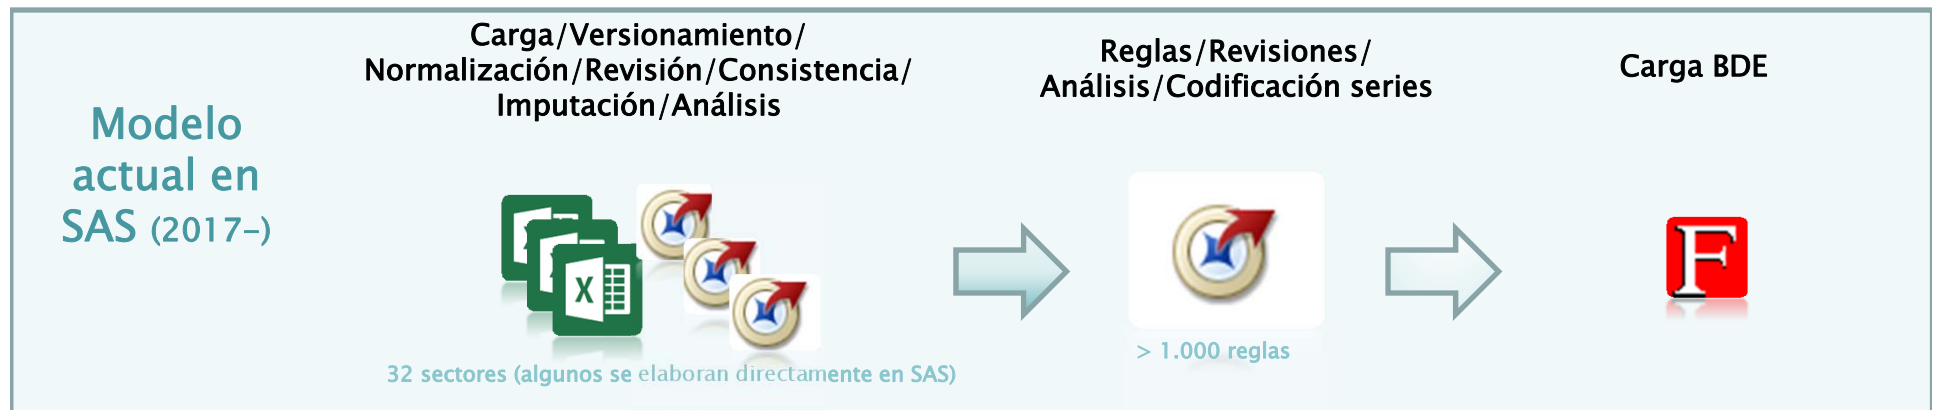 Carga/Versionamiento/
Normalización/Revisión/Consistencia/
Imputación/Análisis
Reglas/Revisiones/
Análisis/Codificación series
Carga BDE
Modelo
actual en
SAS (2017-)
X
F
> 1.000 reglas
32 sectores (algunos se elaboran directamente en SAS)